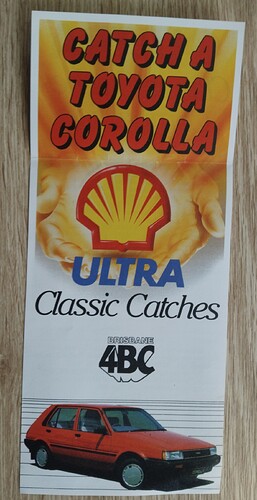 CATCH A
TOYOTA
COROLLA
ULTRA
Classic Catches
BRISBANE
4BC